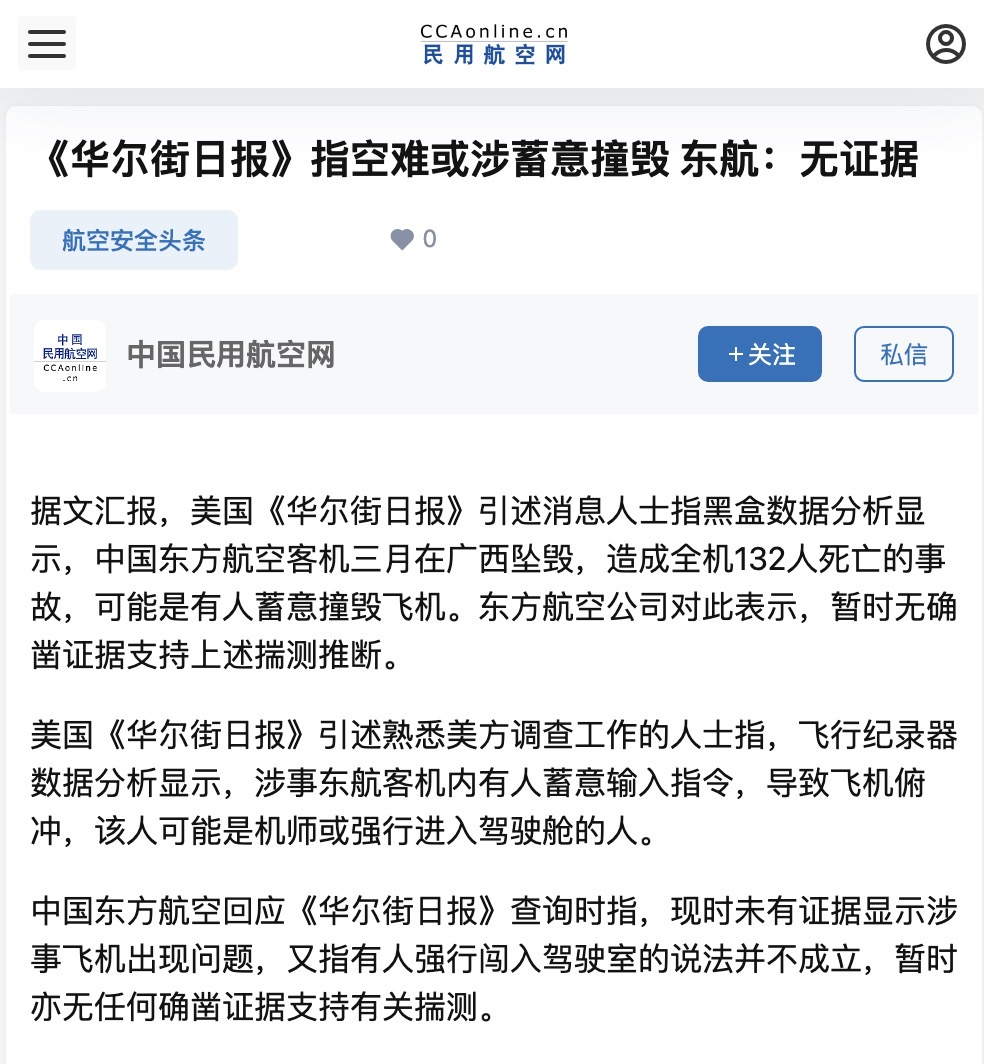 CCAonline.cn
民用航空网
《华尔街日报》指空难或涉蓄意撞毁 东航：无证据
航空安全头条
0
中国
民用航空网
CCAonline
.cn
中国民用航空网
+关注
私信
据文汇报，美国《华尔街日报》引述消息人士指黑盒数据分析显
示，中国东方航空客机三月在广西坠毁，造成全机132人死亡的事
故，可能是有人蓄意撞毁飞机。东方航空公司对此表示，暂时无确
凿证据支持上述揣测推断。
美国《华尔街日报》引述熟悉美方调查工作的人士指，飞行纪录器
数据分析显示，涉事东航客机内有人蓄意输入指令，导致飞机俯
冲，该人可能是机师或强行进入驾驶舱的人。
中国东方航空回应《华尔街日报》查询时指，现时未有证据显示涉
事飞机出现问题，又指有人强行闯入驾驶室的说法并不成立，暂时
亦无任何确凿证据支持有关揣测。